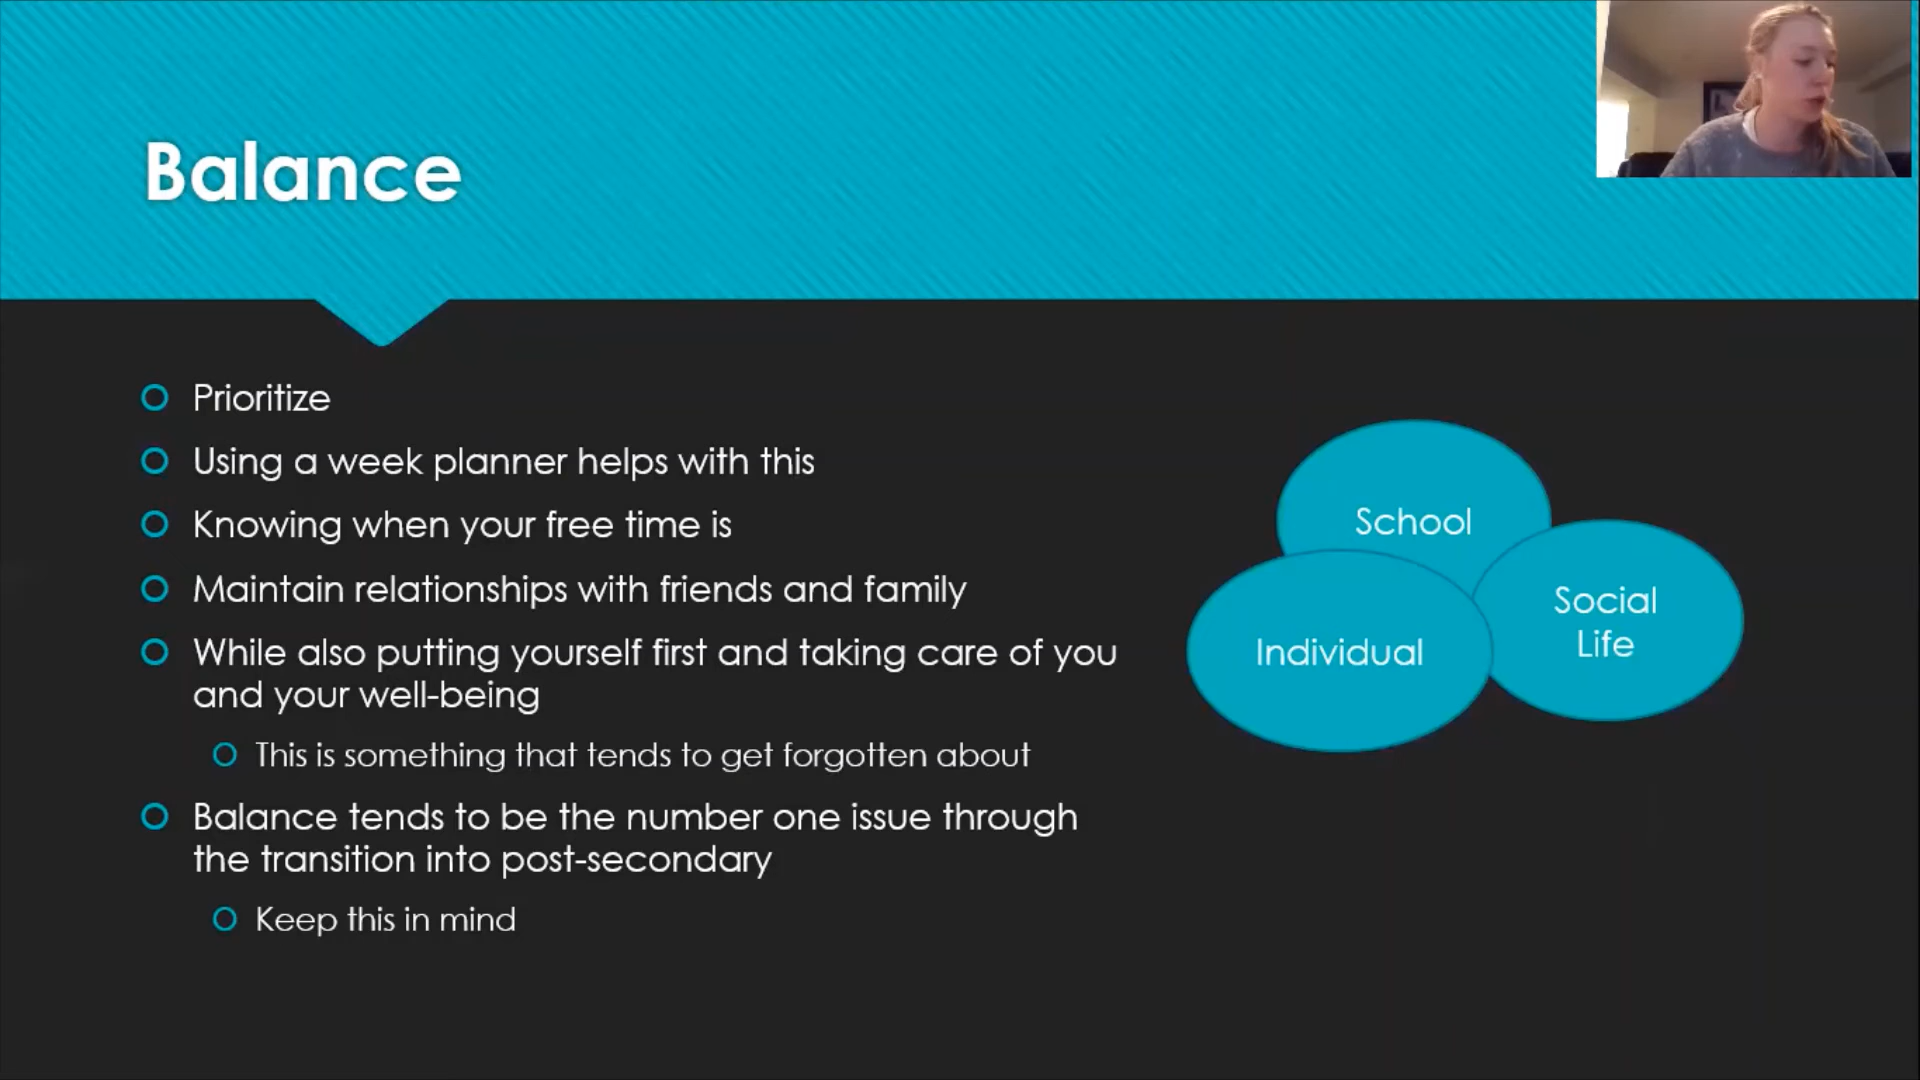 Balance
Prioritize
Using a week planner helps with this
Knowing when your free time is
Maintain relationships with friends and family
While also putting yourself first and taking care of you
and your well-being
This is something that tends to get forgotten about
Balance tends to be the number one issue through
the transition into post-secondary
Keep this in mind
School
Individual
Social
Life